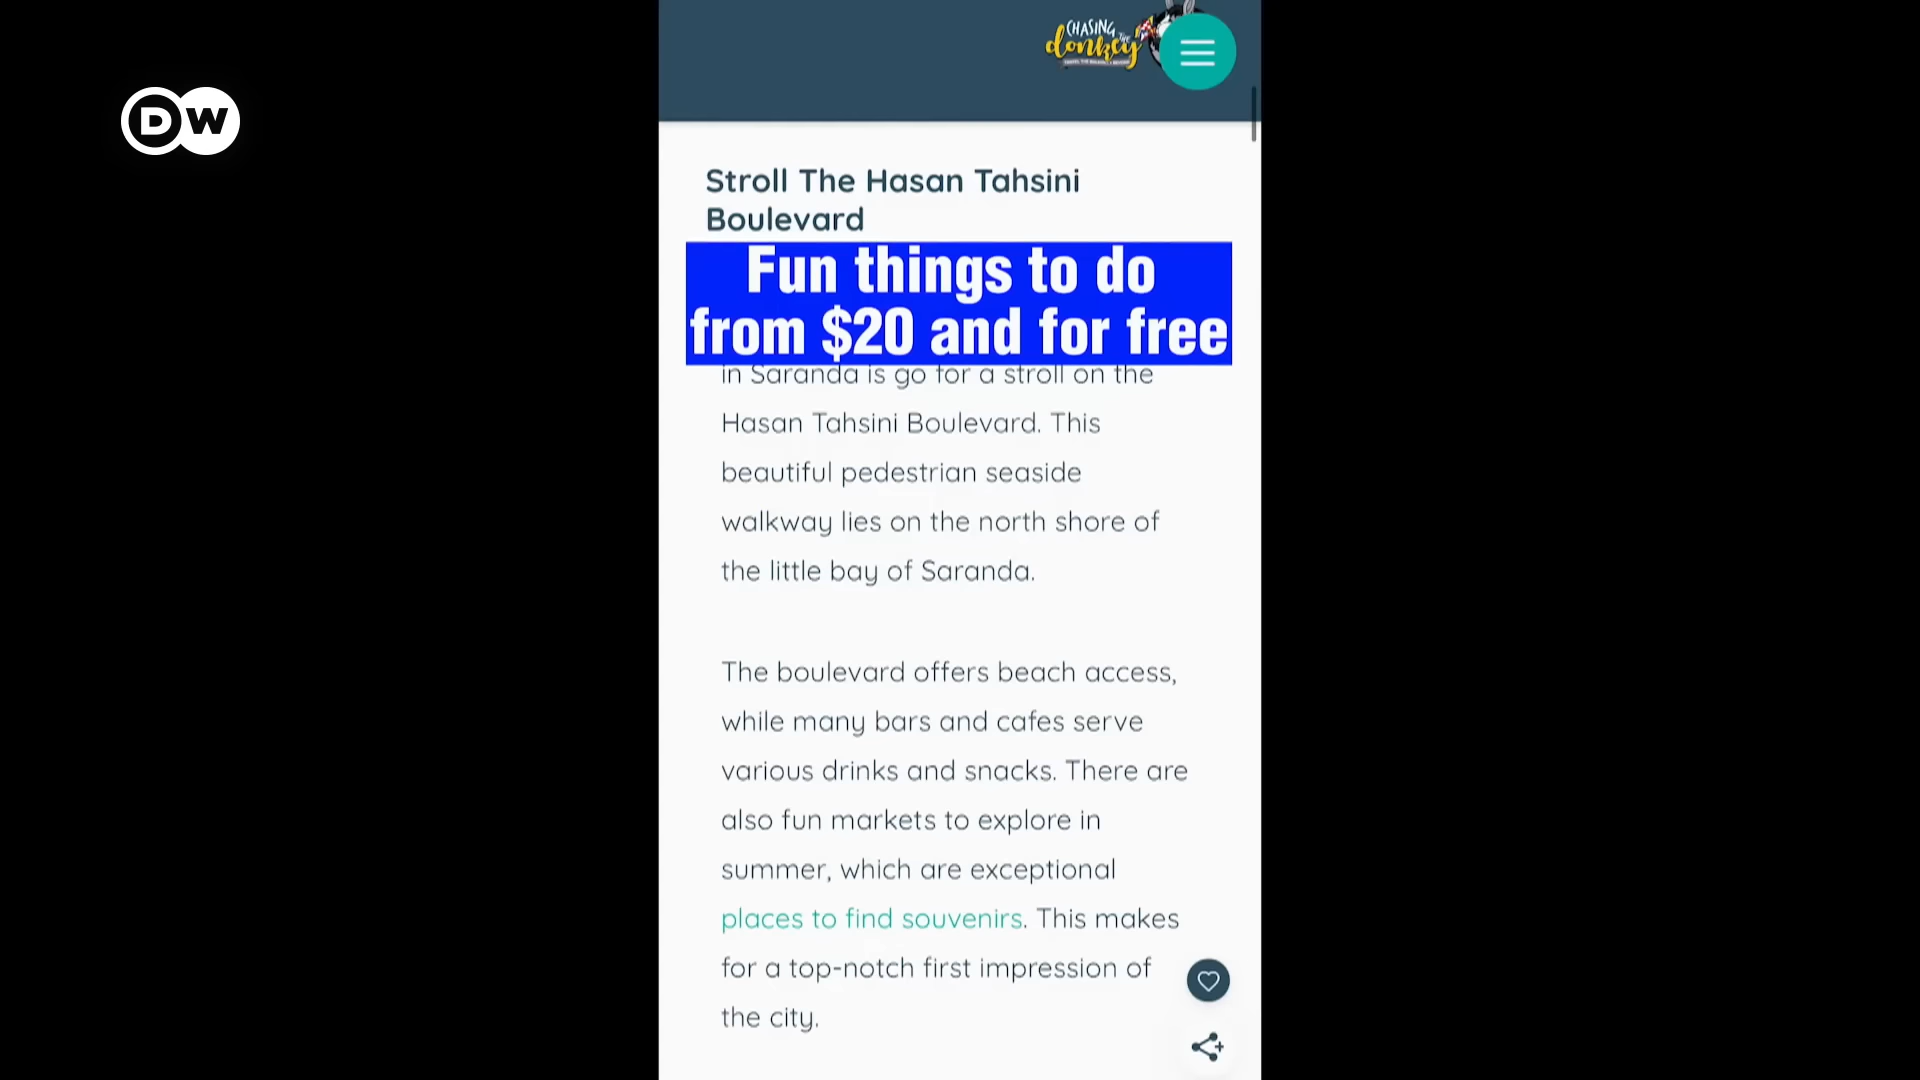 DW
CHASING THE
donkey
Stroll The Hasan Tahsini
Boulevard
Fun things to do
from $20 and for free
in Saranda is go for a stroll on the
Hasan Tahsini Boulevard. This
beautiful pedestrian seaside
walkway lies on the north shore of
the little bay of Saranda.
The boulevard offers beach access,
while many bars and cafes serve
various drinks and snacks. There are
also fun markets to explore in
summer, which are exceptional
places to find souvenirs. This makes
for a top-notch first impression of
the city.